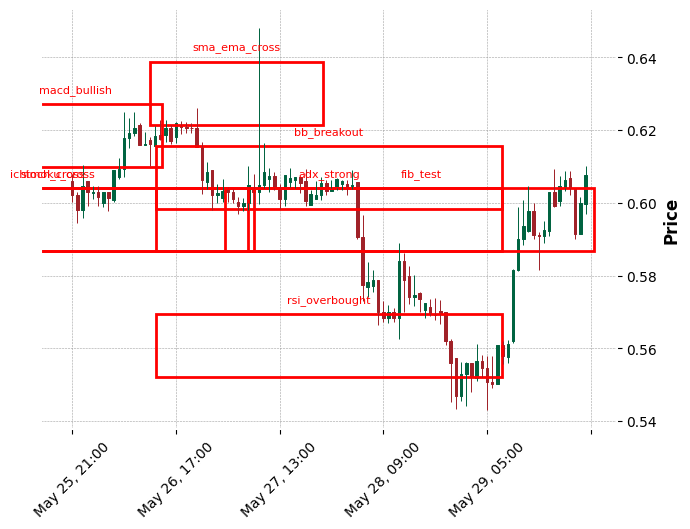 sma_ema_cross
macd_bullish
bb_breakout
stoch_cross
adx_strong
fib_test
rsi_overbought
0.64
0.62
0.60
0.58
0.56
0.54
Price
May 25, 21:00
May 26, 17:00
May 27, 13:00
May 28, 09:00
May 29, 05:00